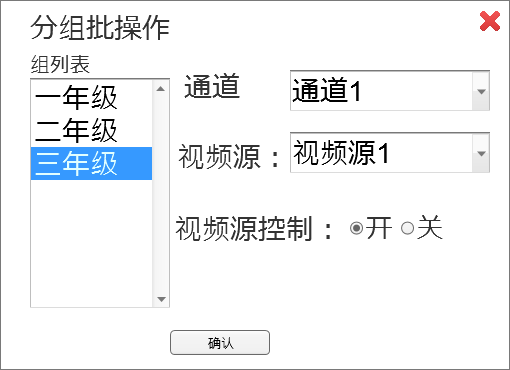 分组批操作
组列表
一年级
二年级
三年级
通道
通道1
视频源：
视频源1
视频源控制：
开
关
确认